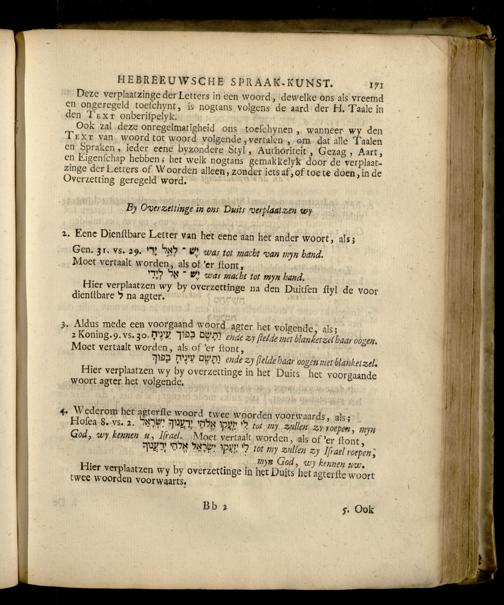 HEBREEUWSCHE SPRAAK-KUNST. 171
Deze verplaatzinge der Letters in een woord, dewelke ons als vreemd
en ongeregeld toeschynt, is nogtans volgens de aard der H. Taale in
den TEXT onberispelyk.
Ook zal deze onregelmatigheid ons toeschynen, wanneer wy den
TEXT van woord tot woord volgende, vertalen, om dat alle Taalen
en Spraken, ieder eene byzondere Styl, Authoriteit, Gezag, Aart,
en Eigenschap hebben; het welk nogtans gemakkelyk door de verplaat-
zinge der Letters of Woorden alleen, zonder iets af, of toe te doen, in de
Overzetting geregeld word.
By Overzettinge in ons Duits verplaatzen wy
2. Eene Dienstbare Letter van het eene aan het ander woort, als;
Gen. 31. vs. 29. יֶשׁ־לְאֵל יָדִי was tot macht van myn hand.
Moet vertaalt worden, als of 'er stont,
יֶשׁ־אֵל לְיָדִי was macht tot myn hand.
Hier verplaatzen wy by overzettinge na den Duitsen styl de voor
dienstbare ל na agter.
3. Aldus mede een voorgaand woord agter het volgende, als;
2 Koning. 9. vs. 30. וַתָּשֶׂם בַּפּוּךְ עֵינֶיהָ ende zy stelde met blanketzel haar oogen.
Moet vertaalt worden, als of 'er stont,
וַתָּשֶׂם עֵינֶיהָ בַּפּוּךְ ende zy stelde haar oogen met blanketzel.
Hier verplaatzen wy by overzettinge in het Duits het voorgaande
woort agter het volgende.
4. Wederom het agterste woord twee woorden voorwaards, als;
Hosea 8. vs. 2. לִי יִזְעָקוּ אֱלֹהַי יְדַעֲנוּךָ יִשְׂרָאֵל tot my zullen zy roepen, myn
God, wy kennen u, Israel. Moet vertaalt worden, als of 'er stont,
לִי יִזְעָקוּ יִשְׂרָאֵל אֱלֹהַי יְדַעֲנוּךָ tot my zullen zy Israel roepen,
myn God, wy kennen uw.
Hier verplaatzen wy by overzettinge in het Duits het agterste woort
twee woorden voorwaarts.
Bb 2 5. Ook